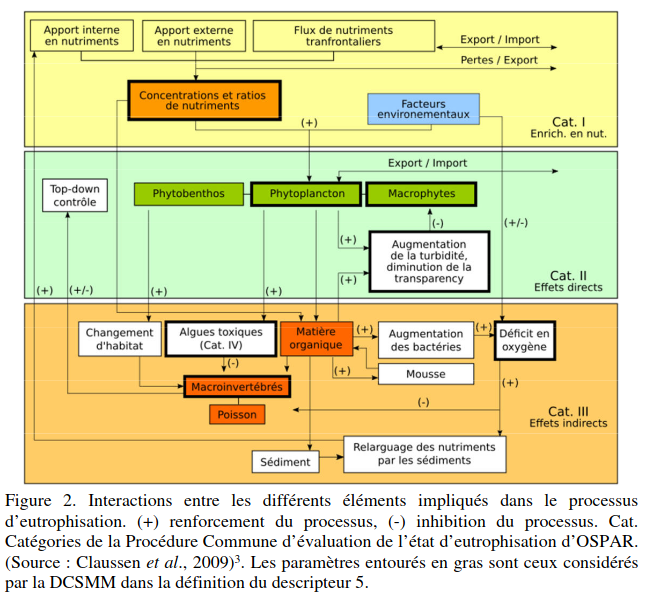 Apport interne
en nutriments
Apport externe
en nutriments
Flux de nutriments
tranfrontaliers
Export / Import
Pertes / Export
Concentrations et ratios
de nutriments
Facteurs
environementaux
(+)
Cat. I
Enrich. en nut.
Export / Import
Top-down
contrôle
Phytobenthos
Phytoplancton
Macrophytes
(-)
(+/-)
(+)
Augmentation
de la turbidité,
diminution de la
transparency
(+)
Cat. II
Effets directs
(+)
(+/-)
(+)
(+)
Changement
d'habitat
Algues toxiques
(Cat. IV)
Matière
organique
(+)
Augmentation
des bactéries
(+)
Déficit en
oxygène
(-)
(+)
Mousse
(+)
Macroinvertébrés
(-)
Poisson
Cat. III
Effets indirects
Sédiment
Relarguage des nutriments
par les sédiments
Figure 2. Interactions entre les différents éléments impliqués dans le processus
d'eutrophisation. (+) renforcement du processus, (-) inhibition du processus. Cat.
Catégories de la Procédure Commune d'évaluation de l'état d'eutrophisation d'OSPAR.
(Source : Claussen et al., 2009)³. Les paramètres entourés en gras sont ceux considérés
par la DCSMM dans la définition du descripteur 5.